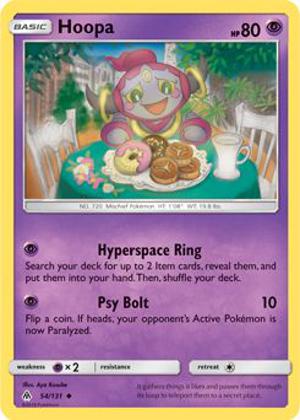 BASIC Hoopa HP 80
NO. 720 Mischief Pokémon HT: 1'08" WT: 19.8 lbs.
Hyperspace Ring
Search your deck for up to 2 Item cards, reveal them, and
put them into your hand. Then, shuffle your deck.
Psy Bolt 10
Flip a coin. If heads, your opponent's Active Pokémon is
now Paralyzed.
weakness ×2 resistance retreat
Illus. Aya Kusube
54/131
It gathers things it likes and passes them through
its loop to teleport them to a secret place.